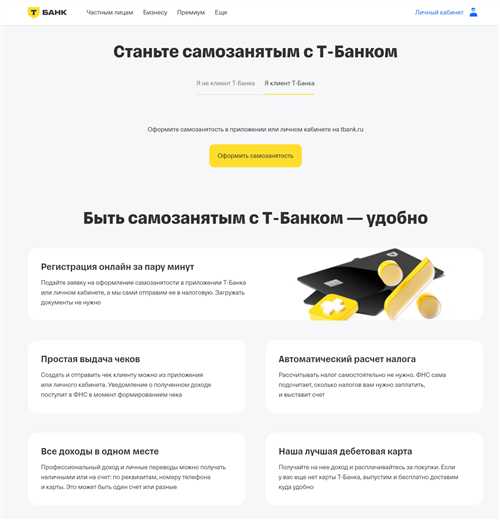 Т БАНК
Частным лицам Бизнесу Премиум Еще
Личный кабинет
Станьте самозанятым с Т-Банком
Я не клиент Т-Банка Я клиент Т-Банка
Оформите самозанятость в приложении или личном кабинете на tbank.ru
Оформить самозанятость
Быть самозанятым с Т-Банком — удобно
Регистрация онлайн за пару минут
Подайте заявку на оформление самозанятости в приложении Т-Банка
или личном кабинете, а мы сами отправим ее в налоговую. Загружать
документы не нужно
Простая выдача чеков
Создать и отправить чек клиенту можно из приложения
или личного кабинета. Уведомление о полученном доходе
поступит в ФНС в момент формирования чека
Автоматический расчет налога
Рассчитывать налог самостоятельно не нужно. ФНС сама
подсчитает, сколько налогов вам нужно заплатить,
и выставит счет
Все доходы в одном месте
Профессиональный доход и личные переводы можно получать
наличными или на счет: по реквизитам, номеру телефона
и карты. Это может быть один счет или разные
Наша лучшая дебетовая карта
Получайте на нее доход и расплачивайтесь за покупки. Если
у вас еще нет карты Т-Банка, выпустим и бесплатно доставим
куда удобно